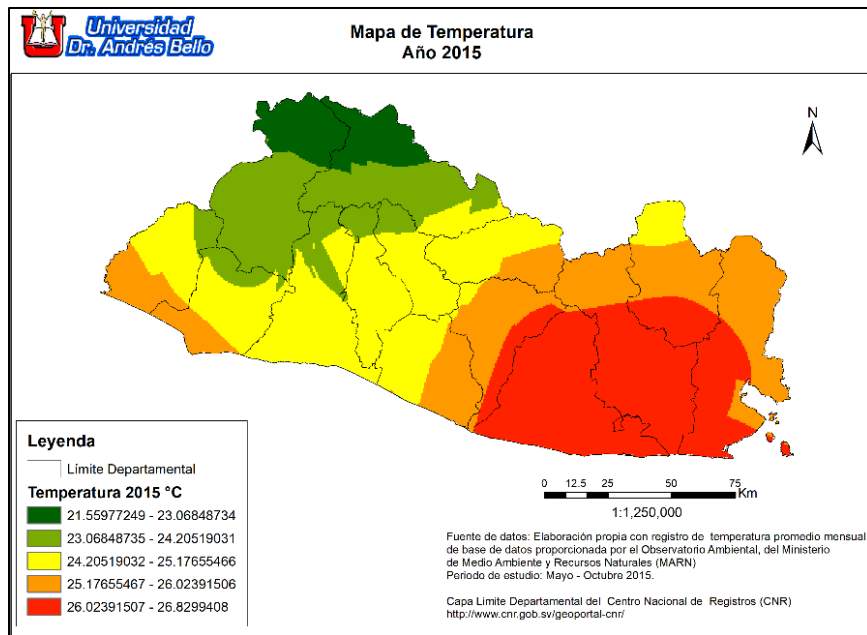 Universidad
Dr. Andrés Bello
Mapa de Temperatura
Año 2015
N
Leyenda
Límite Departamental
Temperatura 2015 °C
21.55977249 - 23.06848734
23.06848735 - 24.20519031
24.20519032 - 25.17655466
25.17655467 - 26.02391506
26.02391507 - 26.8299408
0 12.5 25 50 75
Km
1:1,250,000
Fuente de datos: Elaboración propia con registro de temperatura promedio mensual
de base de datos proporcionada por el Observatorio Ambiental, del Ministerio
de Medio Ambiente y Recursos Naturales (MARN)
Periodo de estudio: Mayo - Octubre 2015.
Capa Limite Departamental del Centro Nacional de Registros (CNR)
http://www.cnr.gob.sv/geoportal-cnr/